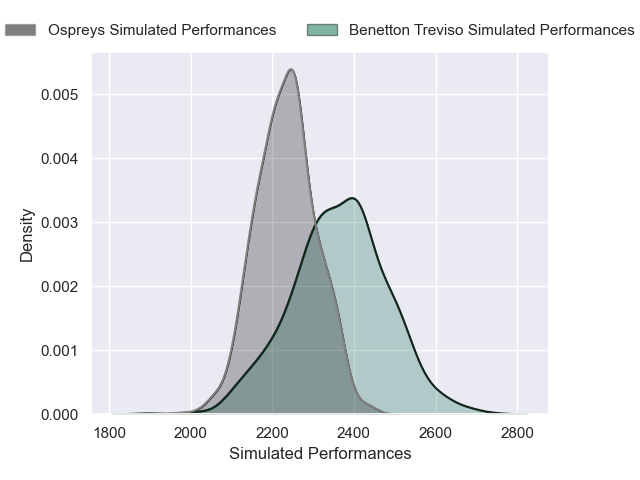 Ospreys Simulated Performances Benetton Treviso Simulated Performances
0.005
0.004
0.003
0.002
0.001
0.000
Density
1800 2000 2200 2400 2600 2800
Simulated Performances